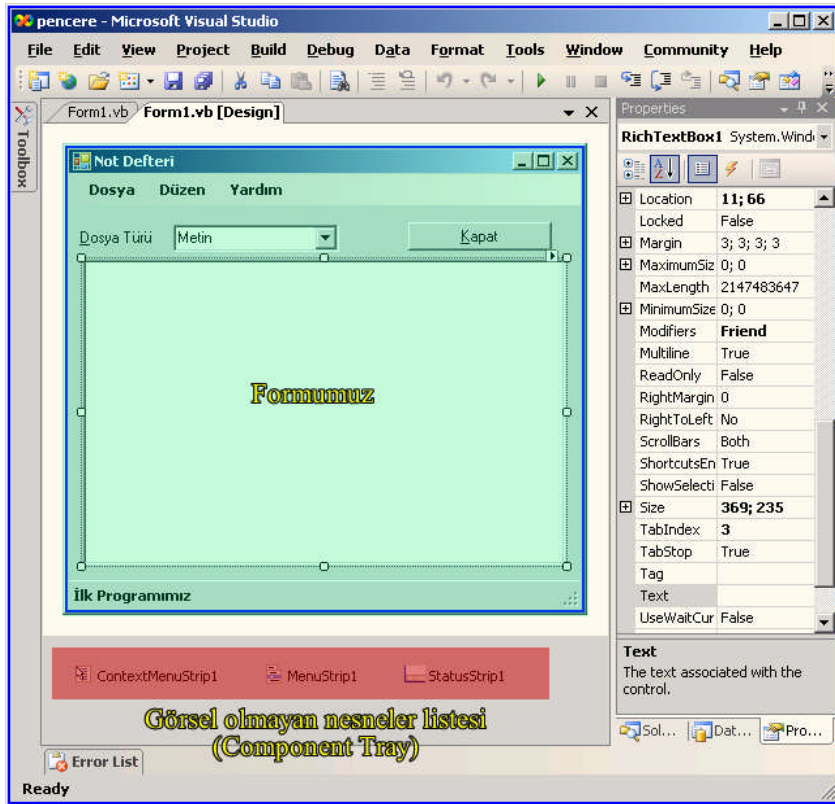 pencere - Microsoft Visual Studio
File Edit View Project Build Debug Data Format Tools Window Community Help
Toolbox
Form1.vb Form1.vb [Design]
Not Defteri
Dosya Düzen Yardım
Dosya Türü Metin Kapat
Formumuz
İlk Programımız
ContextMenuStrip1 MenuStrip1 StatusStrip1
Görsel olmayan nesneler listesi
(Component Tray)
Error List
Ready
Properties
RichTextBox1 System.Wind
Location 11; 66
Locked False
Margin 3; 3; 3; 3
MaximumSiz 0; 0
MaxLength 2147483647
MinimumSize 0; 0
Modifiers Friend
Multiline True
ReadOnly False
RightMargin 0
RightToLeft No
ScrollBars Both
ShortcutsEn True
ShowSelecti False
Size 369; 235
TabIndex 3
TabStop True
Tag
Text
UseWaitCur False
Text
The text associated with the
control.
Sol... Dat... Pro...